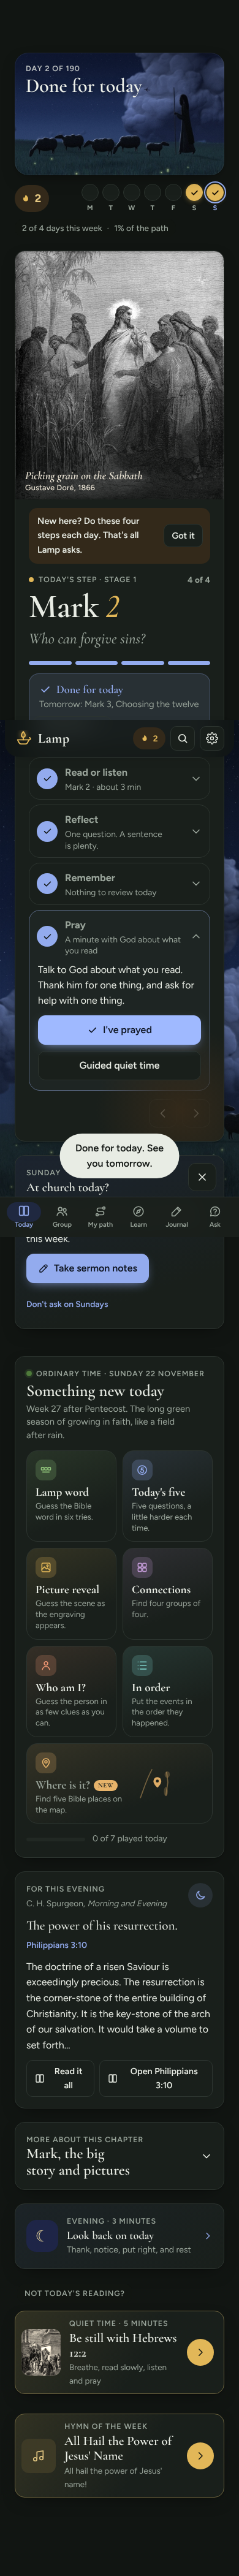 DAY 2 OF 190
Done for today
2
M T W T F S S
2 of 4 days this week · 1% of the path
Picking grain on the Sabbath
Gustave Doré, 1866
New here? Do these four
steps each day. That's all
Lamp asks.
Got it
TODAY'S STEP · STAGE 1
4 of 4
Mark 2
Who can forgive sins?
Done for today
Tomorrow: Mark 3, Choosing the twelve
Lamp
2
Read or listen
Mark 2 · about 3 min
Reflect
One question. A sentence
is plenty.
Remember
Nothing to review today
Pray
A minute with God about what
you read
Talk to God about what you read.
Thank him for one thing, and ask for
help with one thing.
I've prayed
Guided quiet time
Done for today. See
you tomorrow.
SUNDAY
At church today?
Today
Group
My path
Learn
Journal
Ask
this week.
Take sermon notes
Don't ask on Sundays
ORDINARY TIME · SUNDAY 22 NOVEMBER
Something new today
Week 27 after Pentecost. The long green
season of growing in faith, like a field
after rain.
Lamp word
Guess the Bible
word in six tries.
Today's five
Five questions, a
little harder each
time.
Picture reveal
Guess the scene as
the engraving
appears.
Connections
Find four groups of
four.
Who am I?
Guess the person in
as few clues as you
can.
In order
Put the events in
the order they
happened.
Where is it? NEW
Find five Bible places on
the map.
0 of 7 played today
FOR THIS EVENING
C. H. Spurgeon, Morning and Evening
The power of his resurrection.
Philippians 3:10
The doctrine of a risen Saviour is
exceedingly precious. The resurrection is
the corner-stone of the entire building of
Christianity. It is the key-stone of the arch
of our salvation. It would take a volume to
set forth...
Read it
all
Open Philippians
3:10
MORE ABOUT THIS CHAPTER
Mark, the big
story and pictures
EVENING · 3 MINUTES
Look back on today
Thank, notice, put right, and rest
NOT TODAY'S READING?
QUIET TIME · 5 MINUTES
Be still with Hebrews
12:2
Breathe, read slowly, listen
and pray
HYMN OF THE WEEK
All Hail the Power of
Jesus' Name
All hail the power of Jesus'
name!